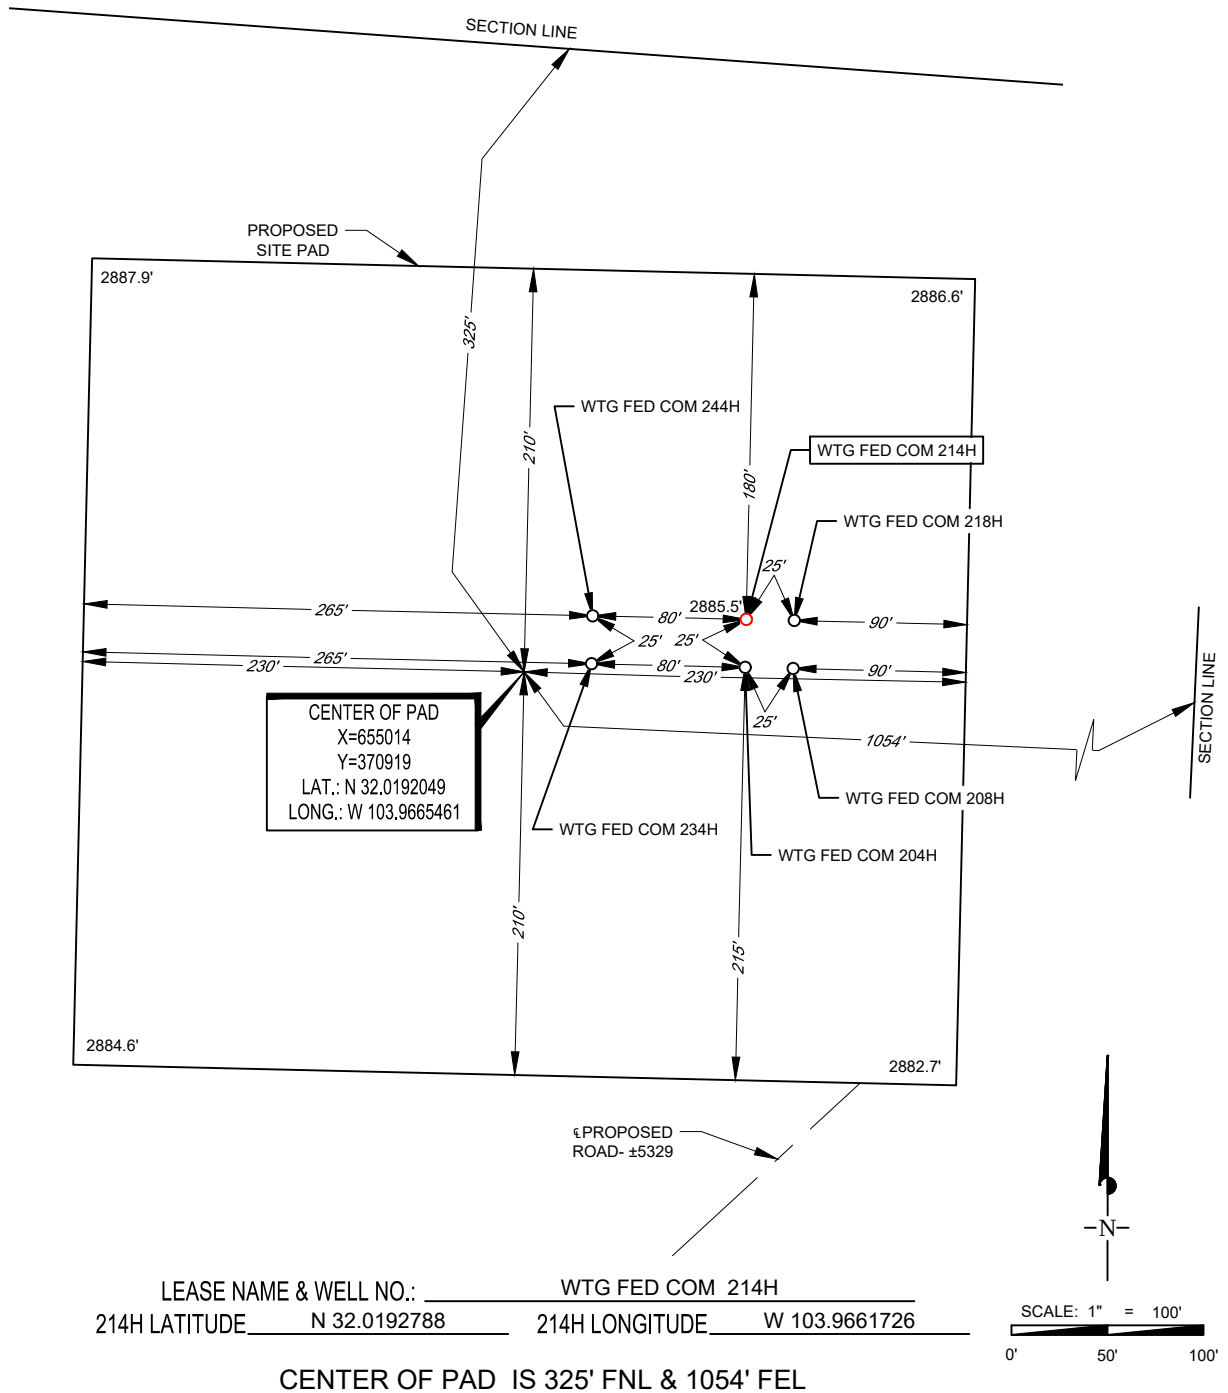 SECTION LINE
PROPOSED
SITE PAD
2887.9'
2886.6'
325'
WTG FED COM 244H
210'
WTG FED COM 214H
180'
WTG FED COM 218H
25'
2885.5'
265'
80'
90'
25'
25'
265'
80'
90'
230'
230'
25'
SECTION LINE
CENTER OF PAD
X=655014
Y=370919
LAT.: N 32.0192049
LONG.: W 103.9665461
1054'
WTG FED COM 208H
WTG FED COM 234H
WTG FED COM 204H
210'
215'
2884.6'
2882.7'
℄PROPOSED
ROAD- ±5329
-N-
LEASE NAME & WELL NO.: WTG FED COM 214H
214H LATITUDE N 32.0192788 214H LONGITUDE W 103.9661726
SCALE: 1" = 100'
0' 50' 100'
CENTER OF PAD IS 325' FNL & 1054' FEL